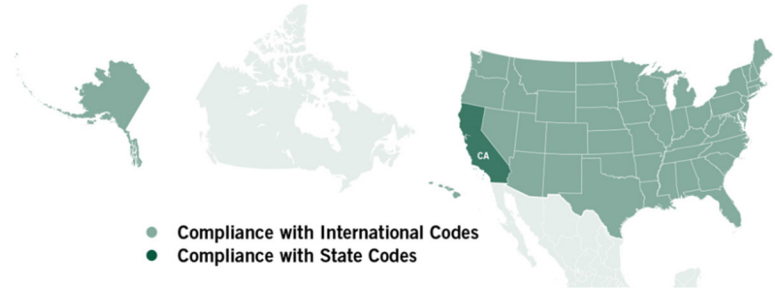 CA
Compliance with International Codes
Compliance with State Codes